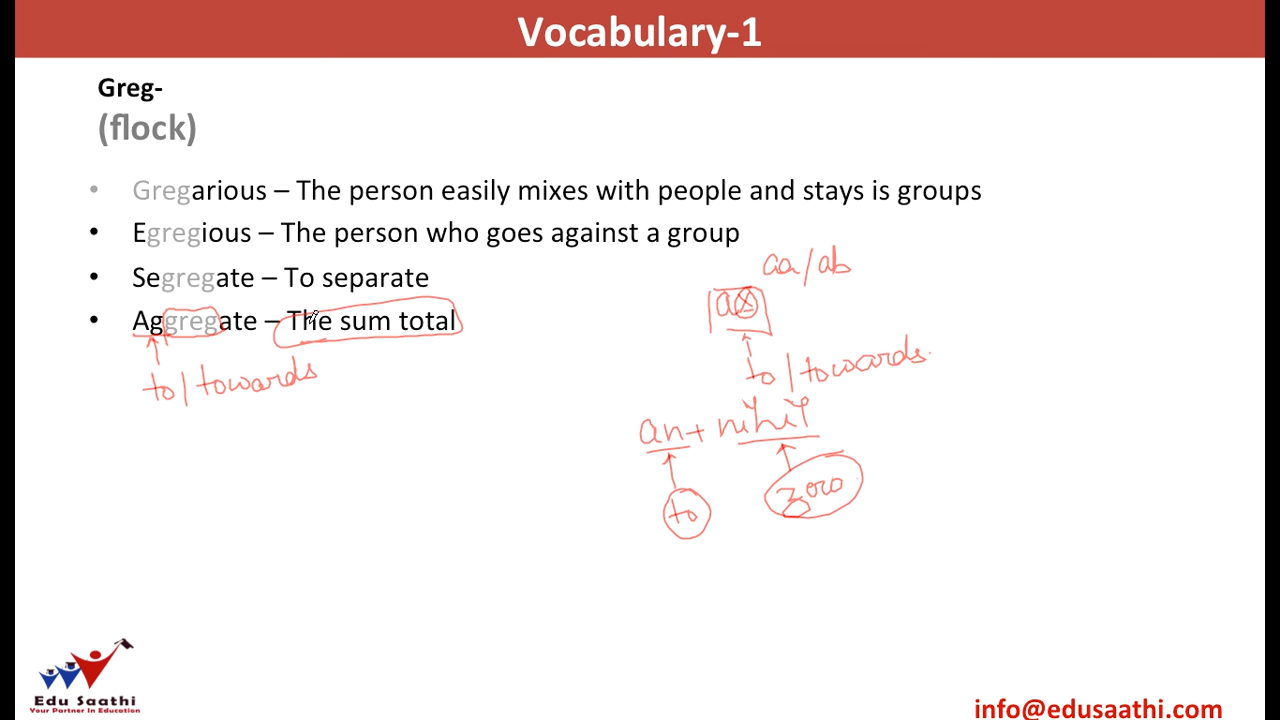 Vocabulary-1
Greg-
(flock)
• Gregarious – The person easily mixes with people and stays is groups
• Egregious – The person who goes against a group
• Segregate – To separate
• Aggregate – The sum total
to/towards
aa/ab
to/towards
an + nihil
to
zero
Edu Saathi
Your Partner In Education
info@edusaathi.com